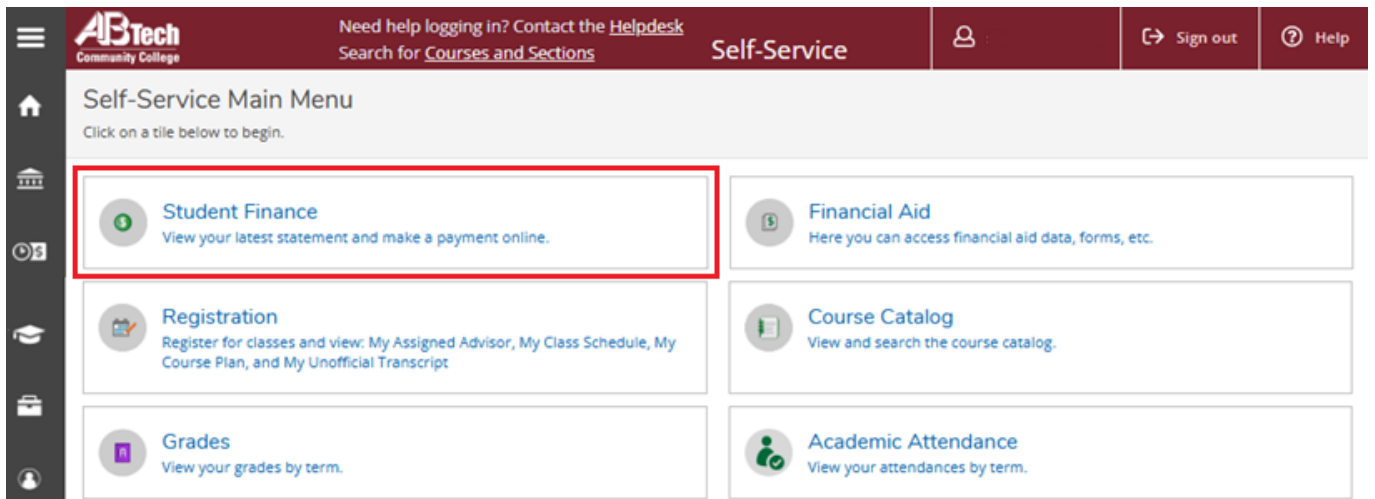 ABTech
Community College
Need help logging in? Contact the Helpdesk
Search for Courses and Sections
Self-Service
Sign out
Help
Self-Service Main Menu
Click on a tile below to begin.
Student Finance
View your latest statement and make a payment online.
Financial Aid
Here you can access financial aid data, forms, etc.
Registration
Register for classes and view: My Assigned Advisor, My Class Schedule, My
Course Plan, and My Unofficial Transcript
Course Catalog
View and search the course catalog.
Grades
View your grades by term.
Academic Attendance
View your attendances by term.